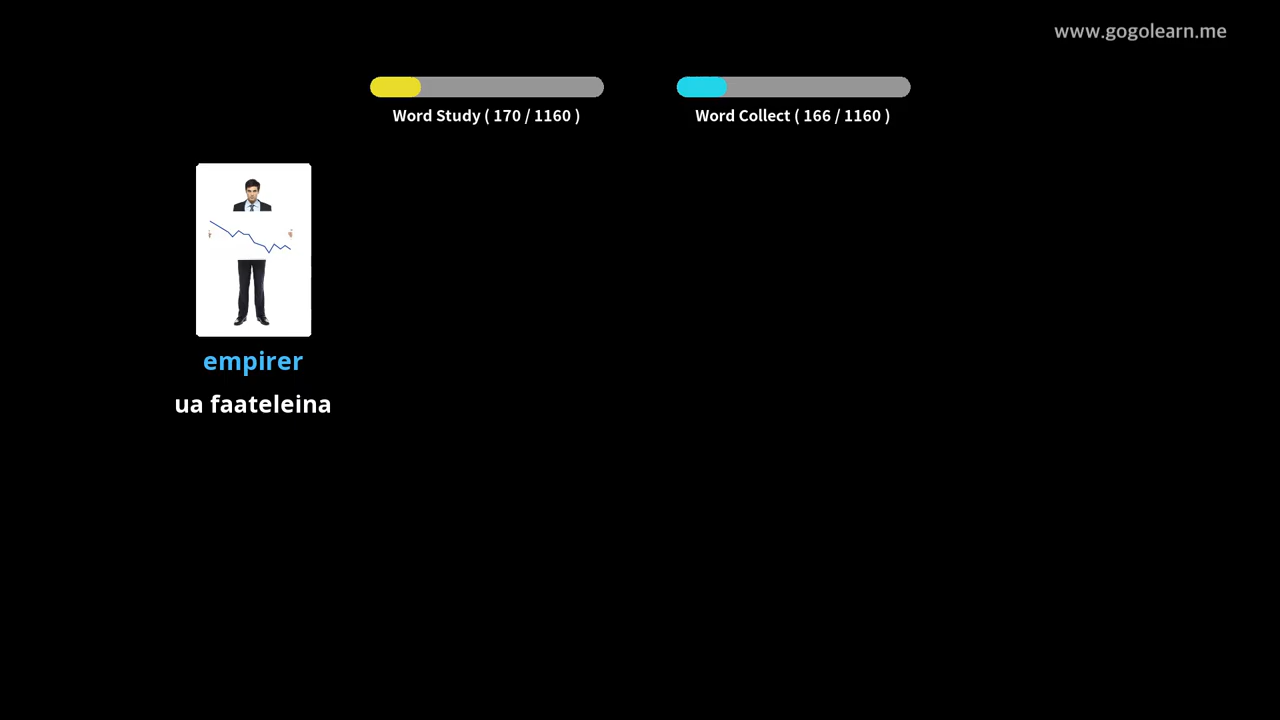 www.gogolearn.me
Word Study ( 170 / 1160 )
Word Collect ( 166 / 1160 )
empirer
ua faateleina